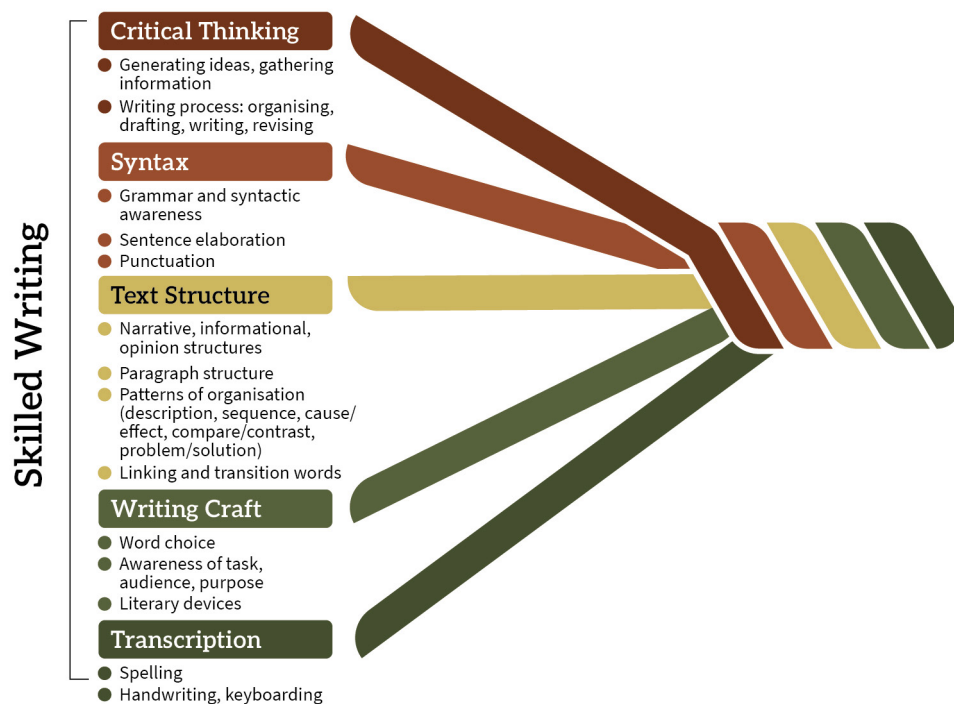 Skilled Writing
Critical Thinking
Generating ideas, gathering
information
Writing process: organising,
drafting, writing, revising
Syntax
Grammar and syntactic
awareness
Sentence elaboration
Punctuation
Text Structure
Narrative, informational,
opinion structures
Paragraph structure
Patterns of organisation
(description, sequence, cause/
effect, compare/contrast,
problem/solution)
Linking and transition words
Writing Craft
Word choice
Awareness of task,
audience, purpose
Literary devices
Transcription
Spelling
Handwriting, keyboarding